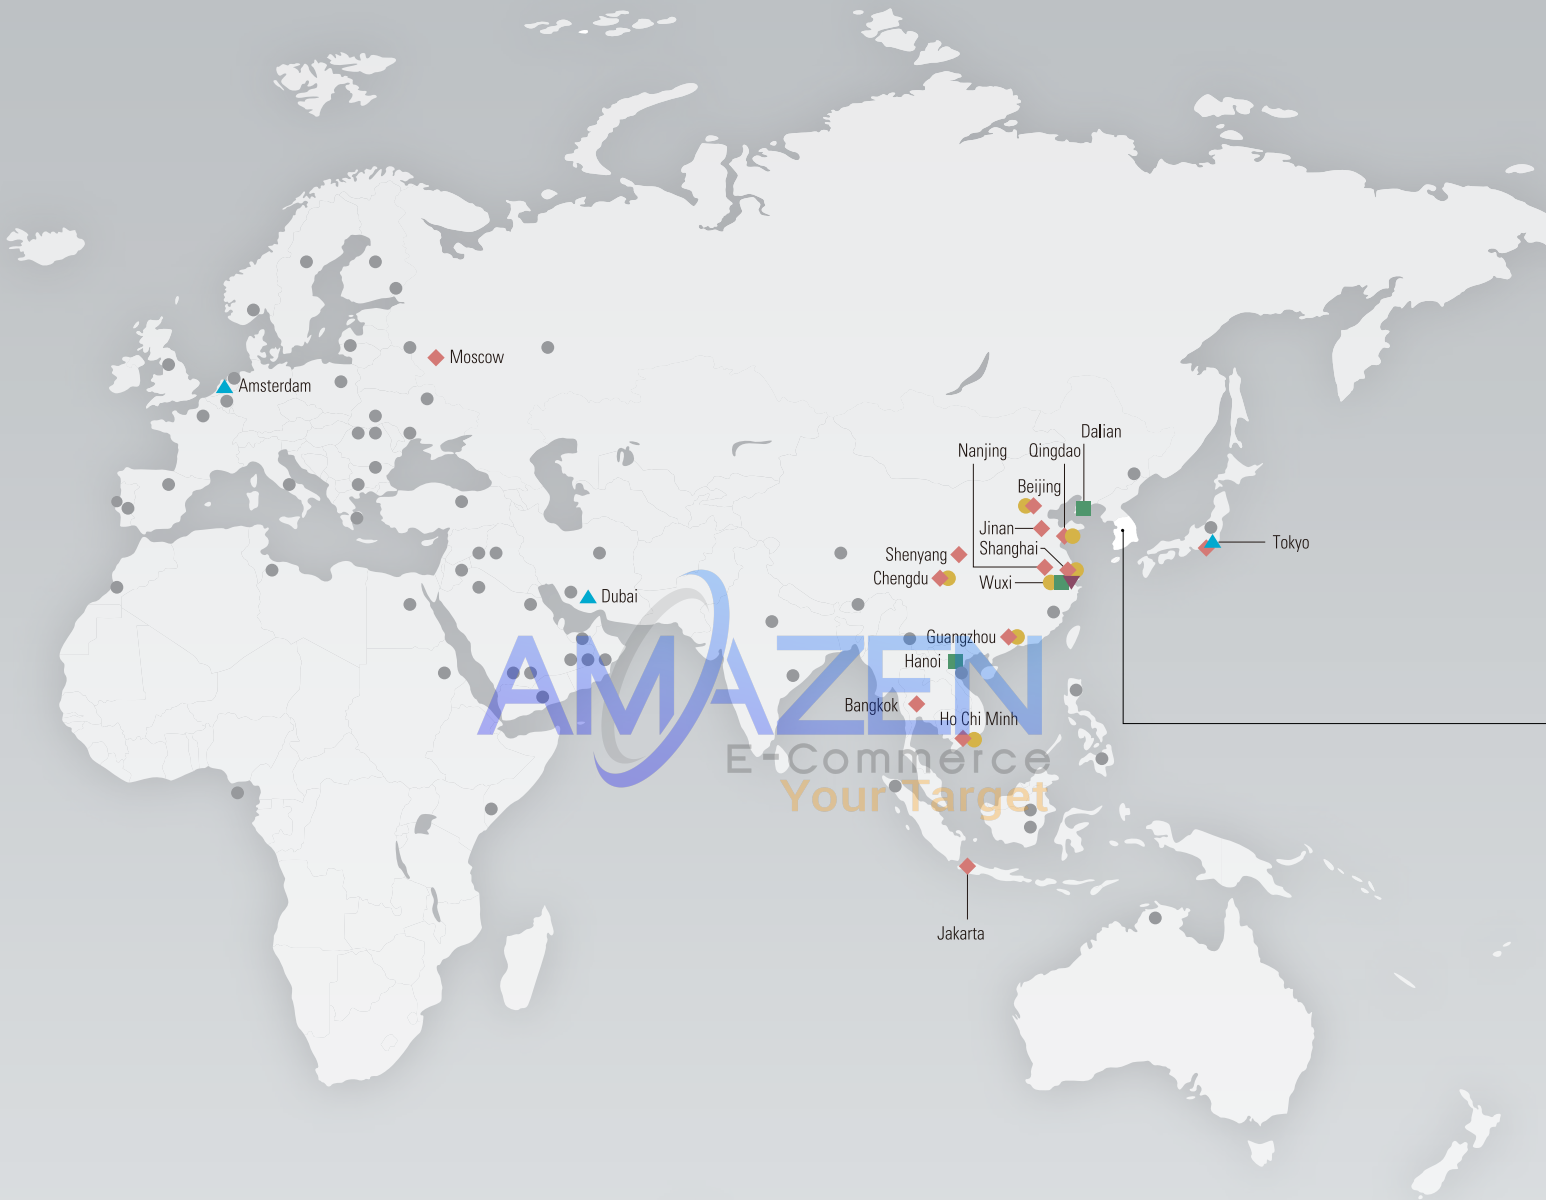 Moscow
Amsterdam
Dalian
Nanjing
Qingdao
Beijing
Jinan
Tokyo
Shanghai
Shenyang
Chengdu
Wuxi
Dubai
Guangzhou
Hanoi
AMAZEN
Bangkok
Ho Chi Minh
E-Commerce
Your Target
Jakarta